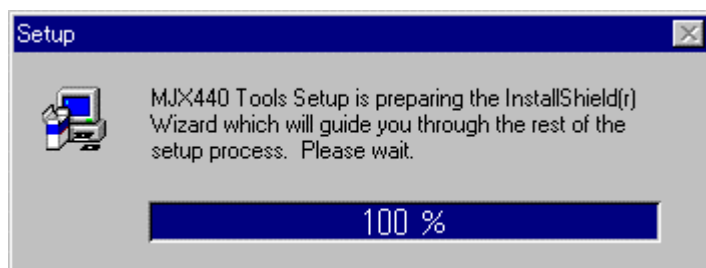 Setup
MJX440 Tools Setup is preparing the InstallShield(r)
Wizard which will guide you through the rest of the
setup process.  Please wait.
100 %